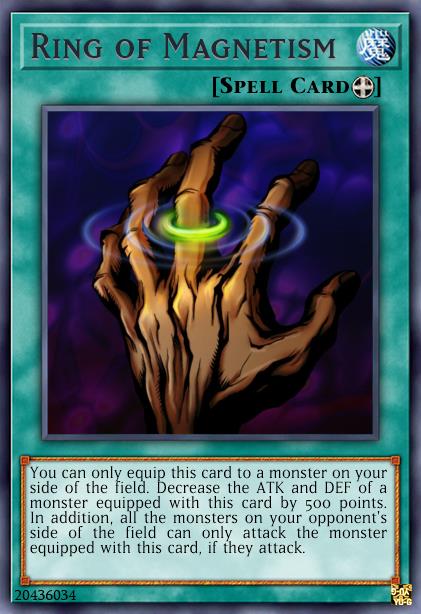 RING OF MAGNETISM
魔
[SPELL CARD]
You can only equip this card to a monster on your
side of the field. Decrease the ATK and DEF of a
monster equipped with this card by 500 points.
In addition, all the monsters on your opponent's
side of the field can only attack the monster
equipped with this card, if they attack.
20436034